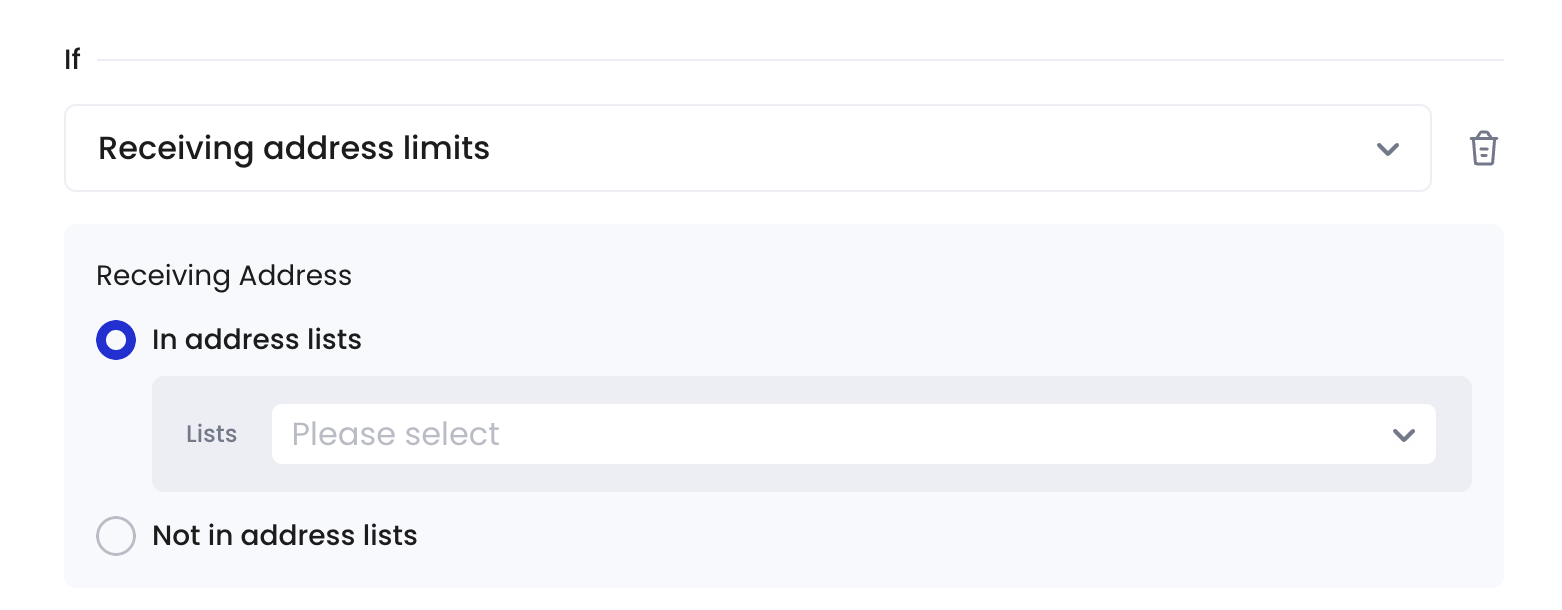 If
Receiving address limits
Receiving Address
In address lists
Lists Please select
Not in address lists